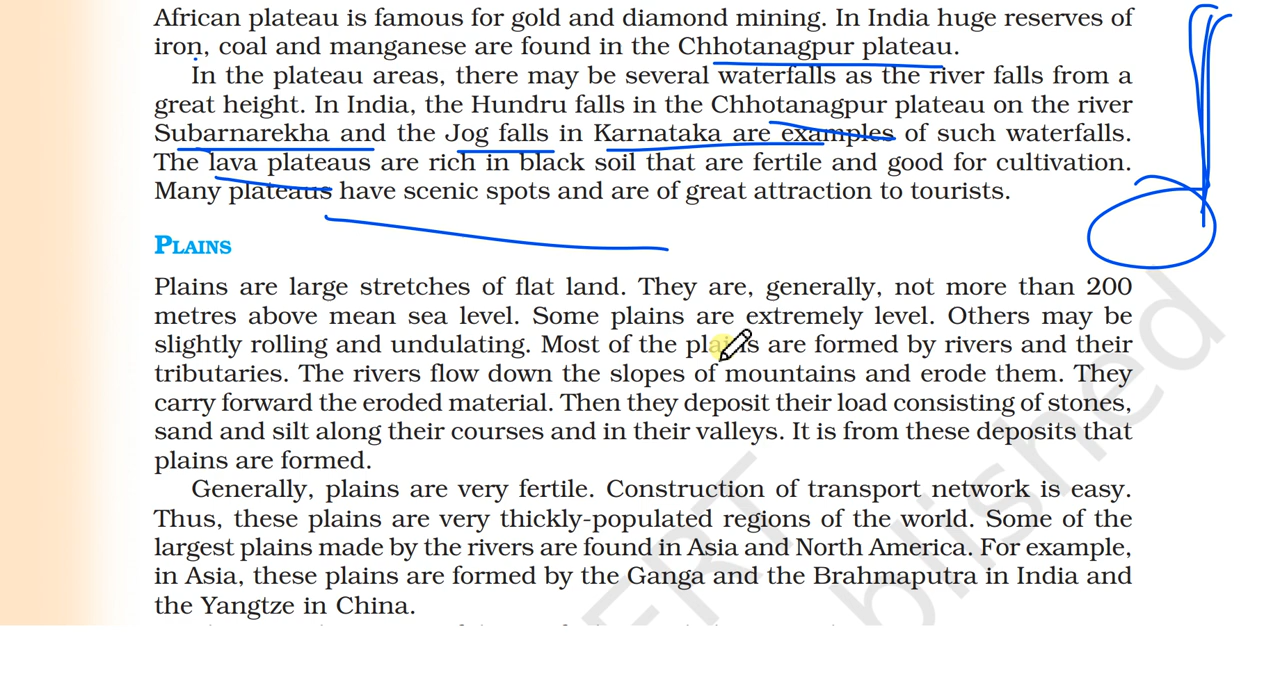 African plateau is famous for gold and diamond mining. In India huge reserves of
iron, coal and manganese are found in the Chhotanagpur plateau.
In the plateau areas, there may be several waterfalls as the river falls from a
great height. In India, the Hundru falls in the Chhotanagpur plateau on the river
Subarnarekha and the Jog falls in Karnataka are examples of such waterfalls.
The lava plateaus are rich in black soil that are fertile and good for cultivation.
Many plateaus have scenic spots and are of great attraction to tourists.
PLAINS
Plains are large stretches of flat land. They are, generally, not more than 200
metres above mean sea level. Some plains are extremely level. Others may be
slightly rolling and undulating. Most of the plains are formed by rivers and their
tributaries. The rivers flow down the slopes of mountains and erode them. They
carry forward the eroded material. Then they deposit their load consisting of stones,
sand and silt along their courses and in their valleys. It is from these deposits that
plains are formed.
Generally, plains are very fertile. Construction of transport network is easy.
Thus, these plains are very thickly-populated regions of the world. Some of the
largest plains made by the rivers are found in Asia and North America. For example,
in Asia, these plains are formed by the Ganga and the Brahmaputra in India and
the Yangtze in China.